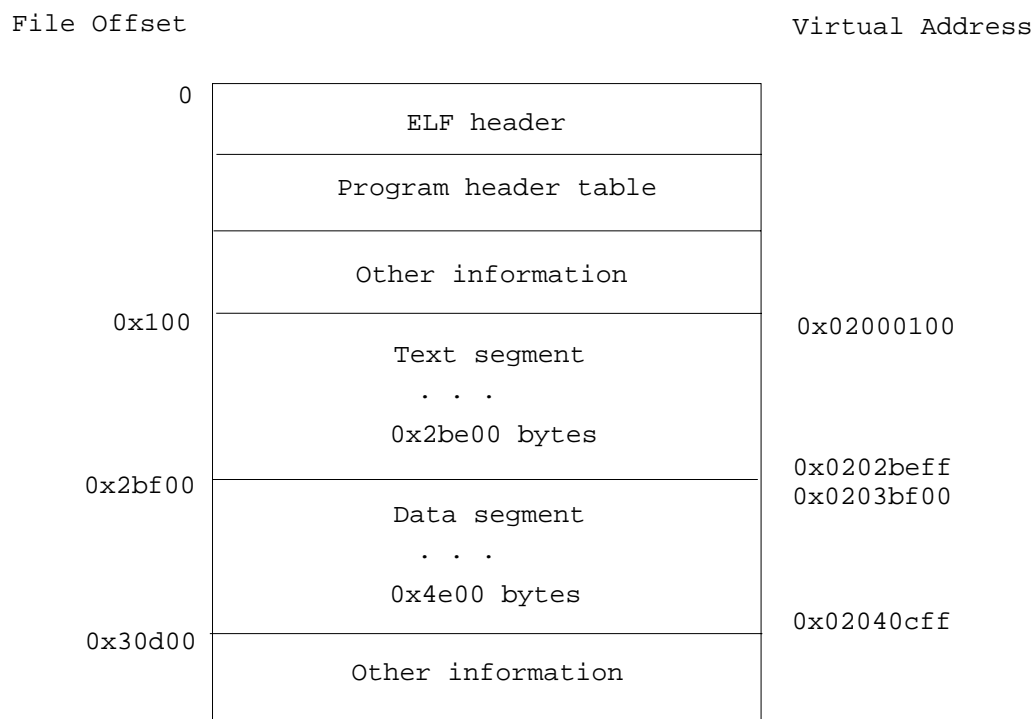 File Offset
Virtual Address
0
ELF header
Program header table
Other information
0x100
0x02000100
Text segment
. . .
0x2be00 bytes
0x0202beff
0x2bf00
0x0203bf00
Data segment
. . .
0x4e00 bytes
0x02040cff
0x30d00
Other information